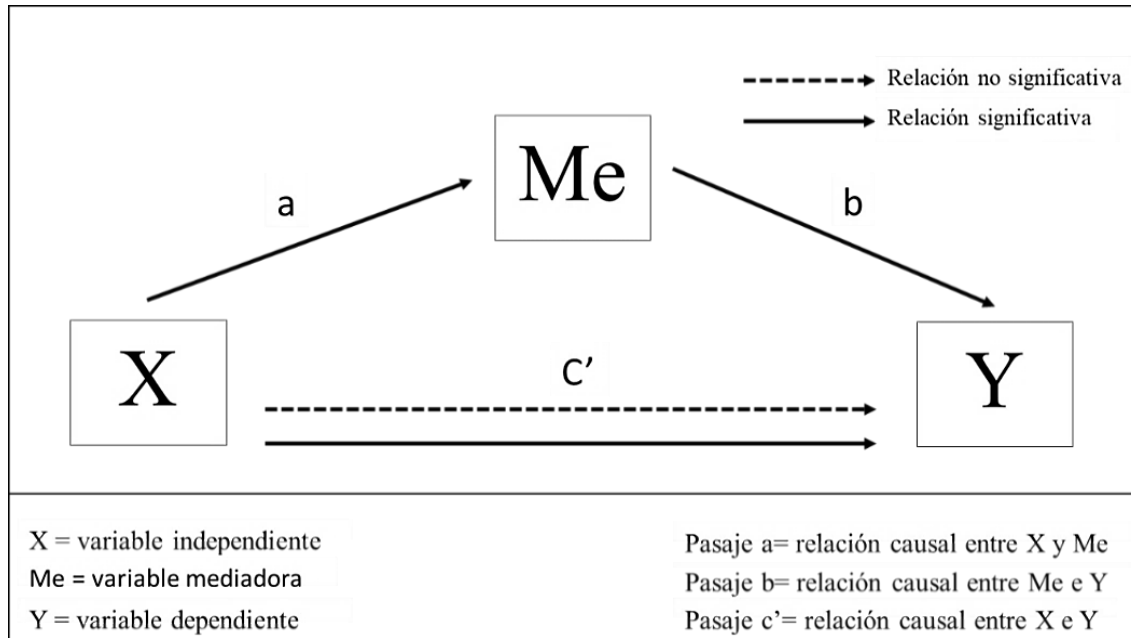 Relación no significativa
Relación significativa
Me
a
b
X
C’
Y
X = variable independiente
Me = variable mediadora
Y = variable dependiente
Pasaje a= relación causal entre X y Me
Pasaje b= relación causal entre Me e Y
Pasaje c’= relación causal entre X e Y